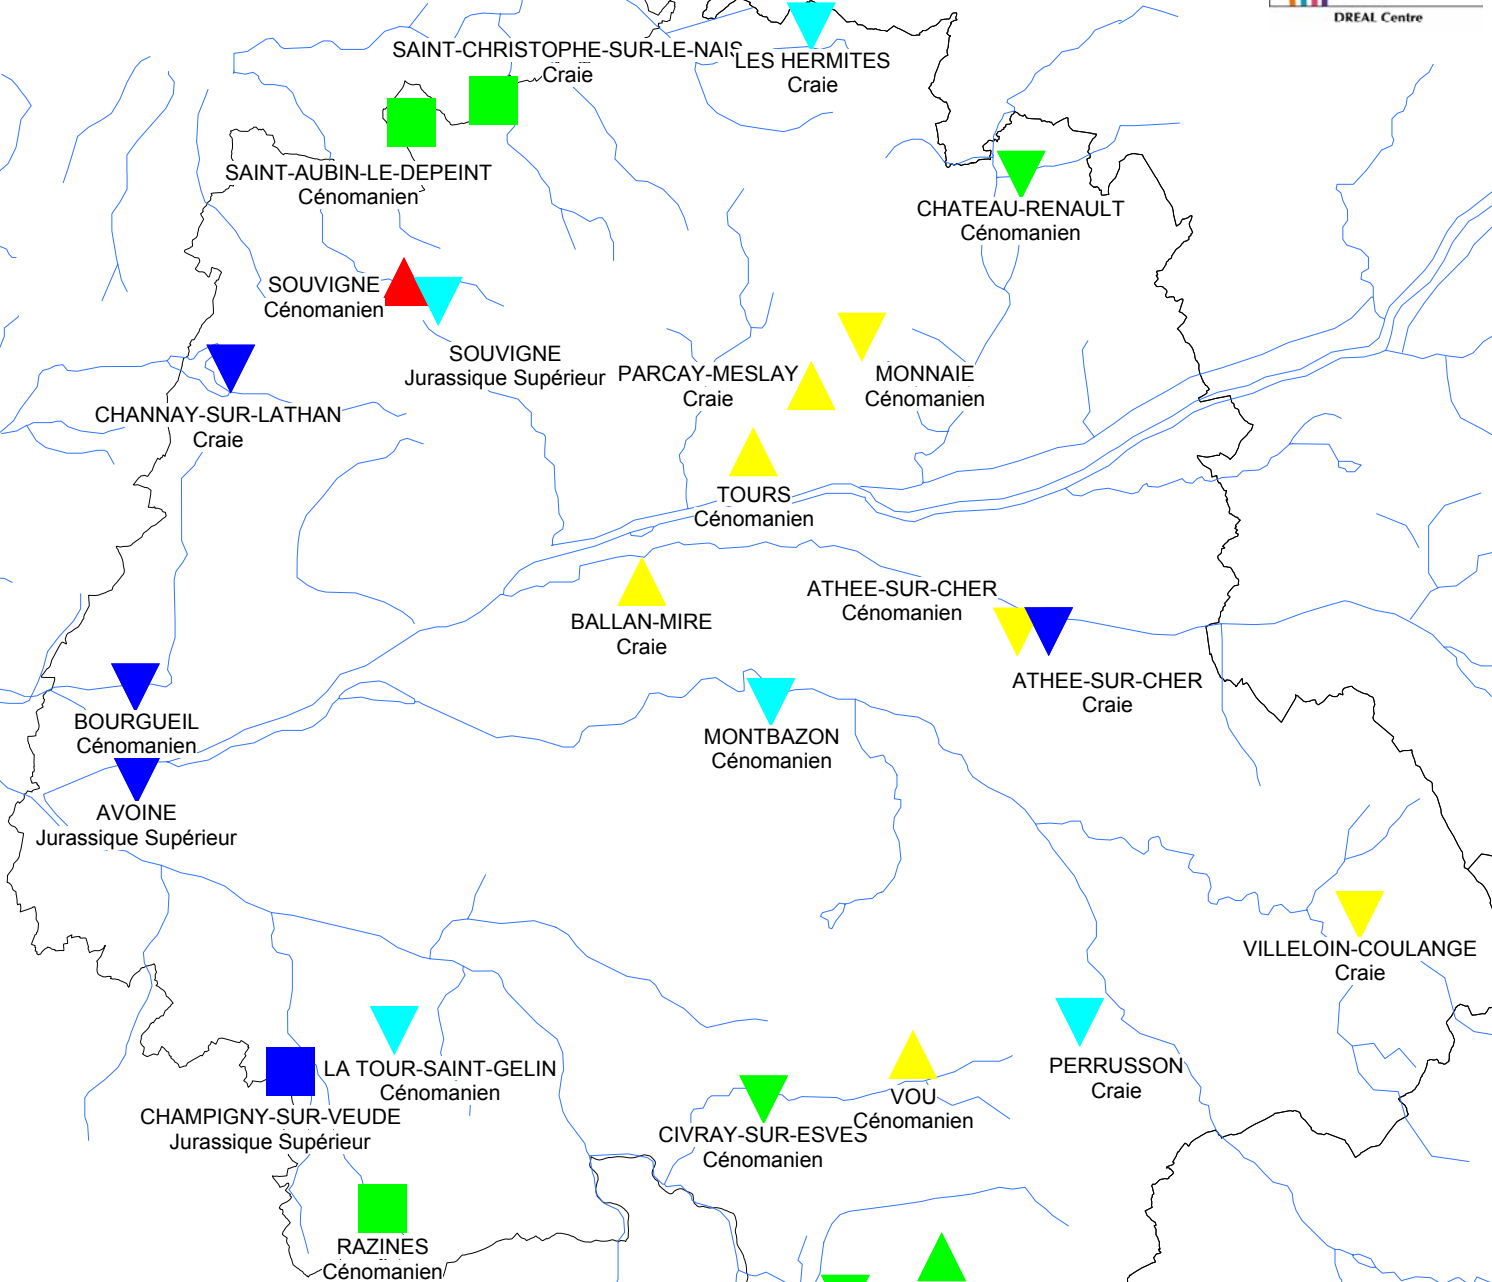 DREAL Centre
SAINT-CHRISTOPHE-SUR-LE-NAIS
Craie
LES HERMITES
Craie
SAINT-AUBIN-LE-DEPEINT
Cénomanien
CHATEAU-RENAULT
Cénomanien
SOUVIGNE
Cénomanien
SOUVIGNE
Jurassique Supérieur
PARCAY-MESLAY
Craie
MONNAIE
Cénomanien
CHANNAY-SUR-LATHAN
Craie
TOURS
Cénomanien
ATHEE-SUR-CHER
Cénomanien
BALLAN-MIRE
Craie
ATHEE-SUR-CHER
Craie
BOURGUEIL
Cénomanien
MONTBAZON
Cénomanien
AVOINE
Jurassique Supérieur
VILLELOIN-COULANGE
Craie
LA TOUR-SAINT-GELIN
Cénomanien
PERRUSSON
Craie
VOU
Cénomanien
CHAMPIGNY-SUR-VEUDE
Jurassique Supérieur
CIVRAY-SUR-ESVES
Cénomanien
RAZINES
Cénomanien